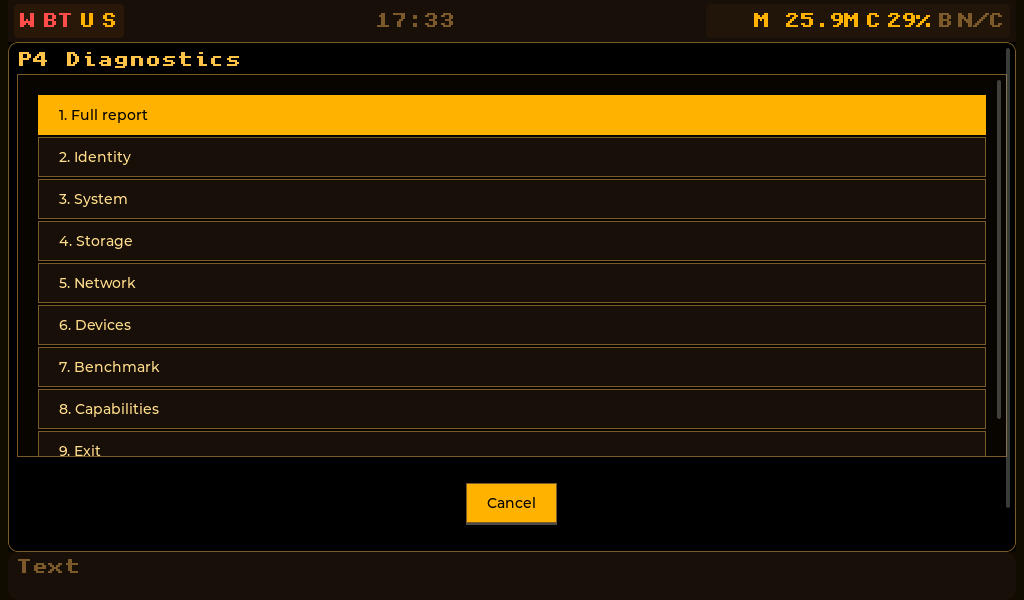 W BT U S 17:33 M 25.9M C 29% B N/C
P4 Diagnostics
1. Full report
2. Identity
3. System
4. Storage
5. Network
6. Devices
7. Benchmark
8. Capabilities
9. Exit
Cancel
Text